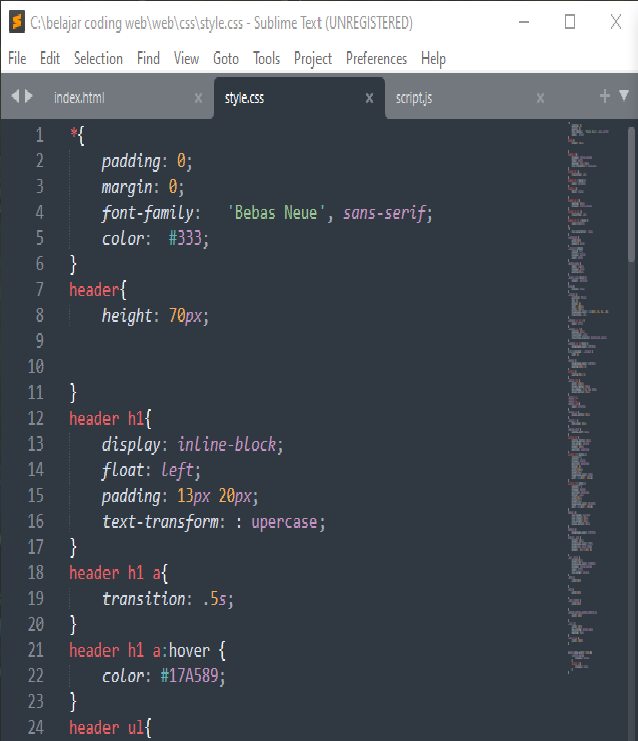 C:\belajar coding web\web\css\style.css - Sublime Text (UNREGISTERED)
File Edit Selection Find View Goto Tools Project Preferences Help
index.html × style.css × script.js × +
1 *{
2 padding: 0;
3 margin: 0;
4 font-family: 'Bebas Neue', sans-serif;
5 color: #333;
6 }
7 header{
8 height: 70px;
9
10
11 }
12 header h1{
13 display: inline-block;
14 float: left;
15 padding: 13px 20px;
16 text-transform: : upercase;
17 }
18 header h1 a{
19 transition: .5s;
20 }
21 header h1 a:hover {
22 color: #17A589;
23 }
24 header ul{